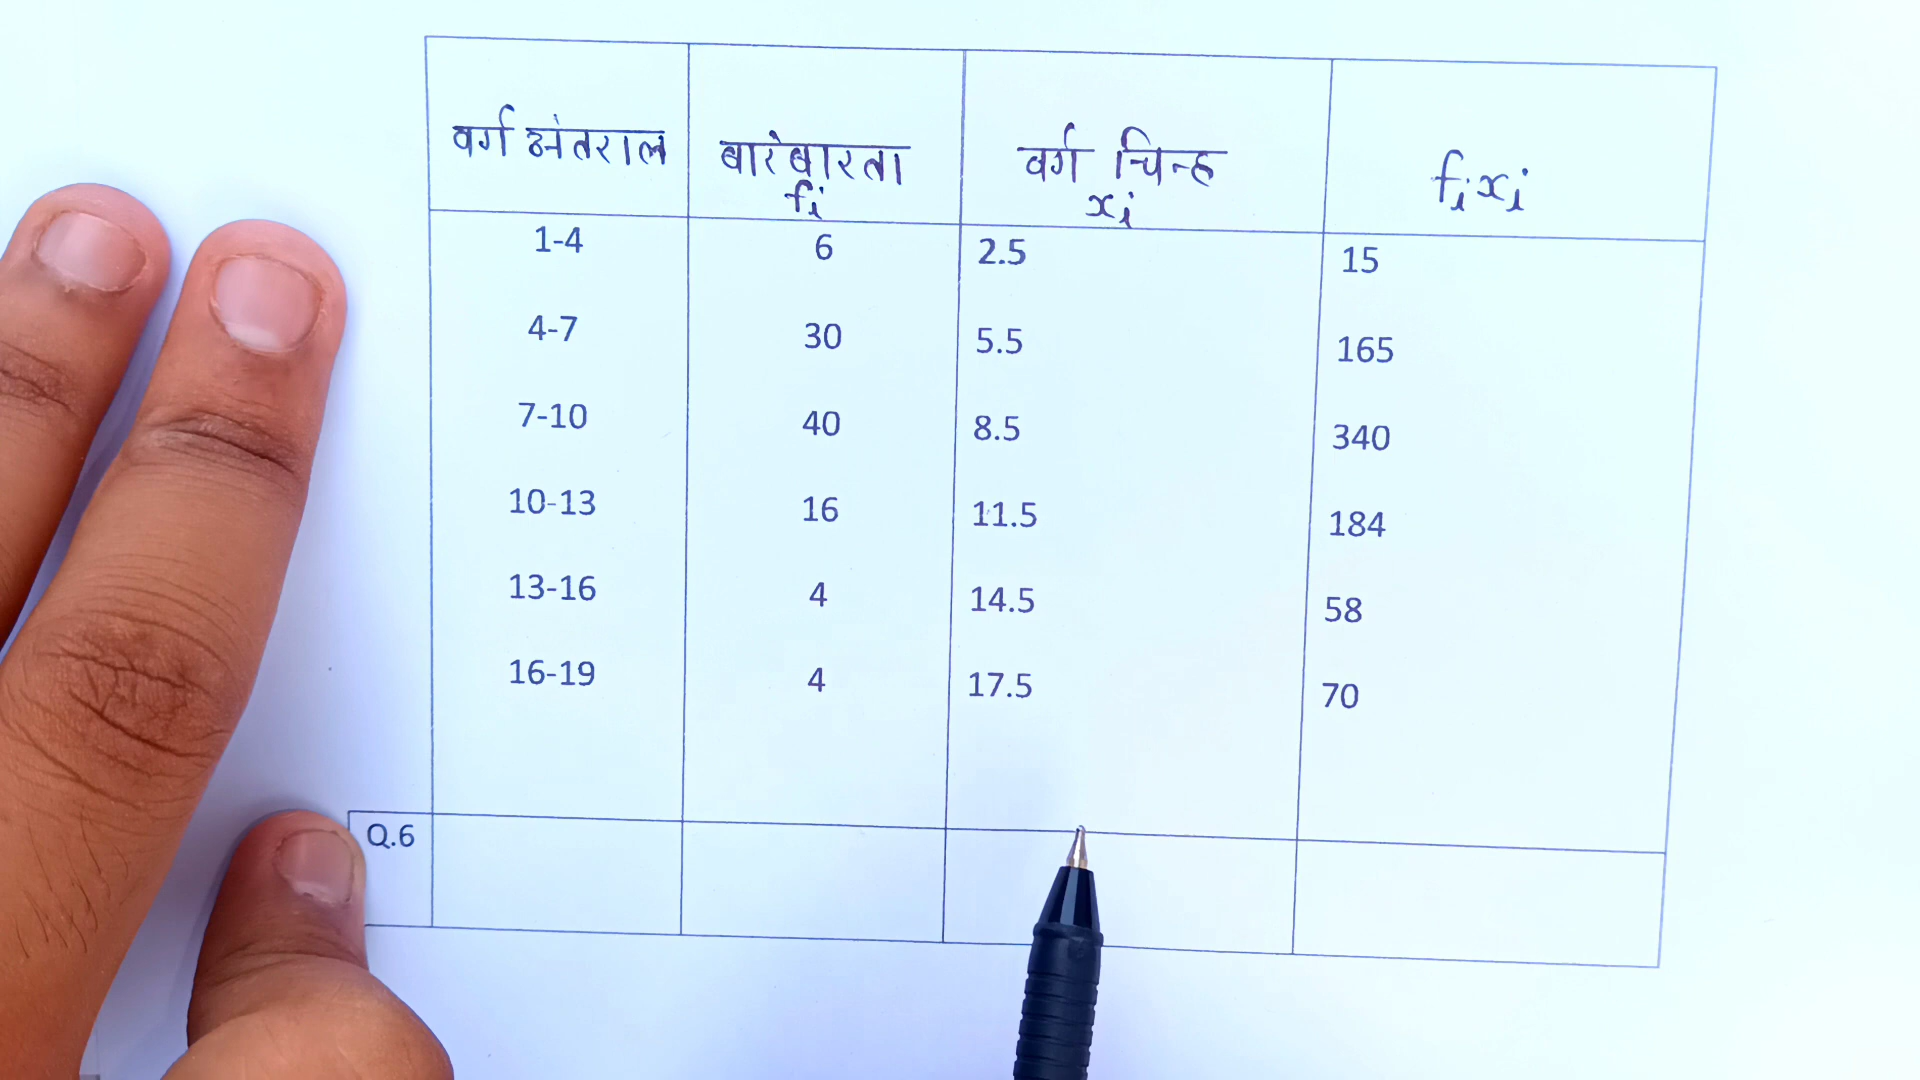 वर्ग अंतराल बारंबारता वर्ग चिन्ह fixi
fi xi
1-4 6 2.5 15
4-7 30 5.5 165
7-10 40 8.5 340
10-13 16 11.5 184
13-16 4 14.5 58
16-19 4 17.5 70
Q.6